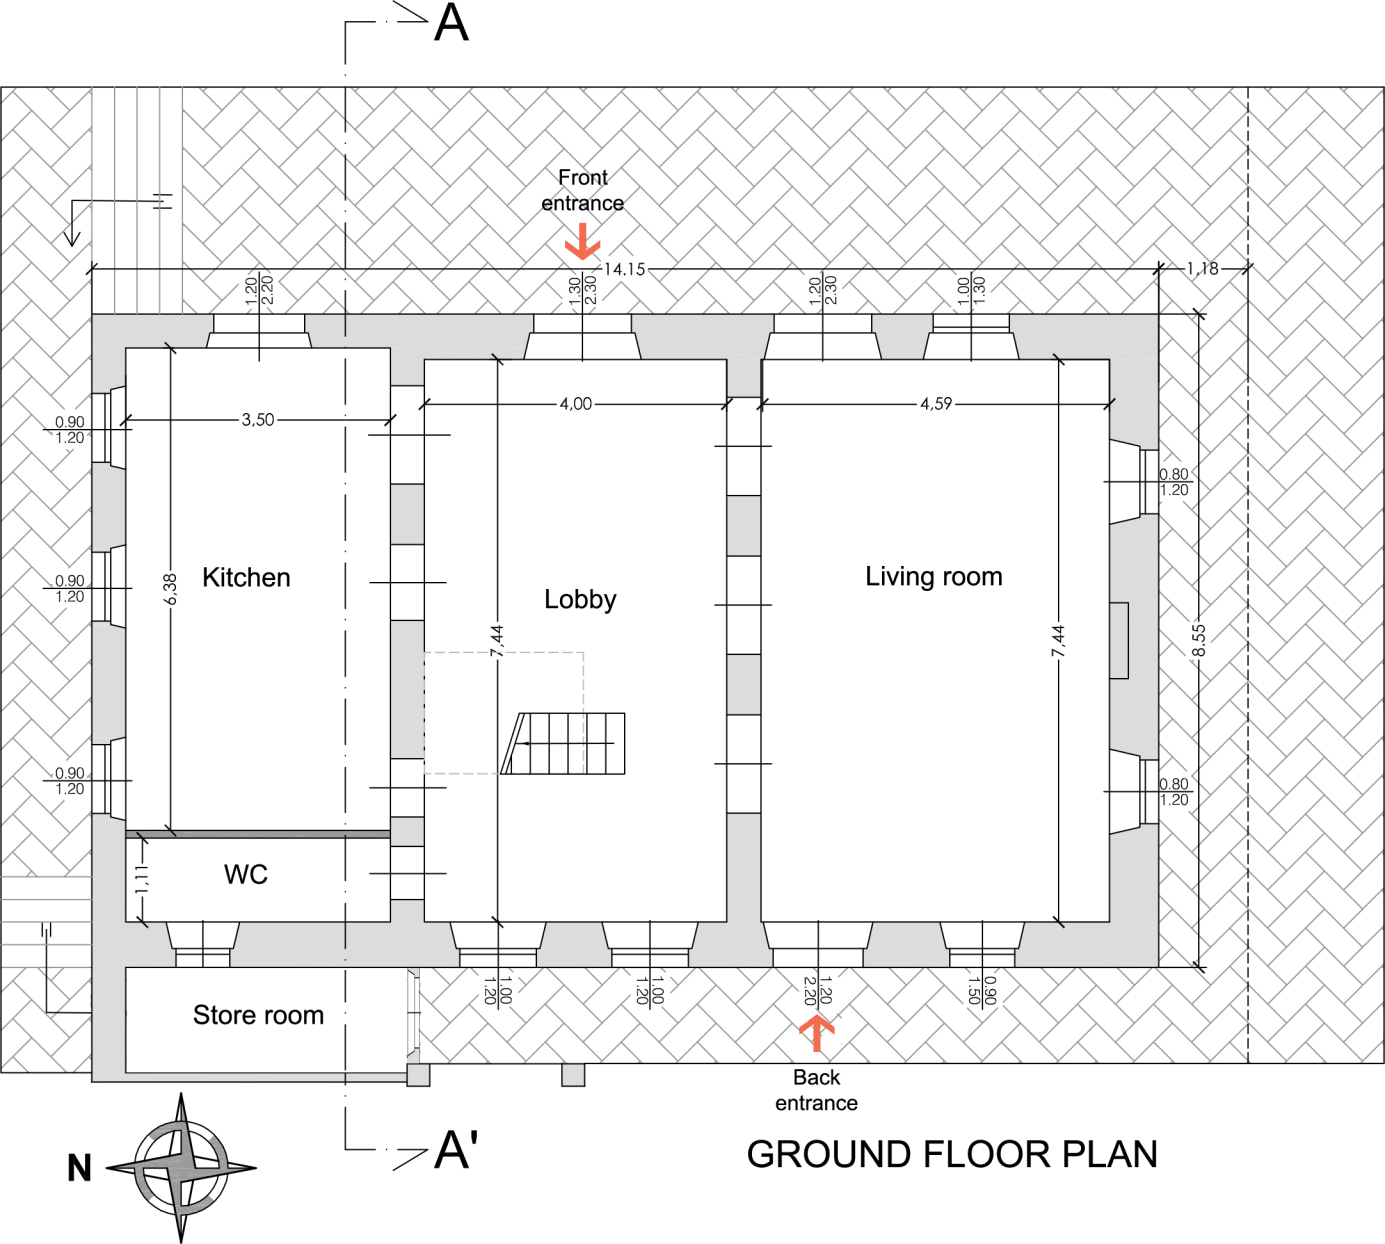 A
Front
entrance
14.15
1,18
1.20
2.20
1.30
2.30
1.20
2.30
1.00
1.30
3,50
4,00
4,59
0.90
1.20
0.80
1.20
Kitchen
Lobby
Living room
6,38
7,44
7,44
8.55
0.90
1.20
0.90
1.20
0.80
1.20
WC
1,11
Store room
1.00
1.20
1.00
1.20
1.20
2.20
0.90
1.50
Back
entrance
N
A'
GROUND FLOOR PLAN